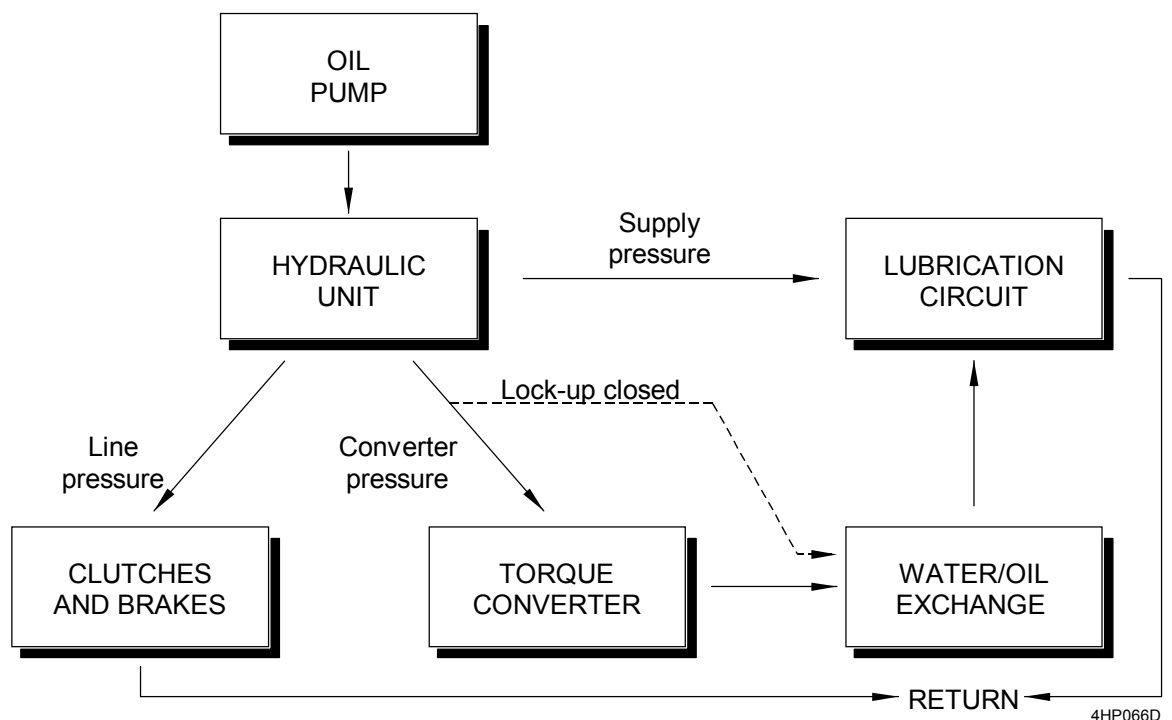 OIL
PUMP
HYDRAULIC
UNIT
Supply
pressure
LUBRICATION
CIRCUIT
Lock-up closed
Line
pressure
Converter
pressure
CLUTCHES
AND BRAKES
TORQUE
CONVERTER
WATER/OIL
EXCHANGE
RETURN
4HP066D